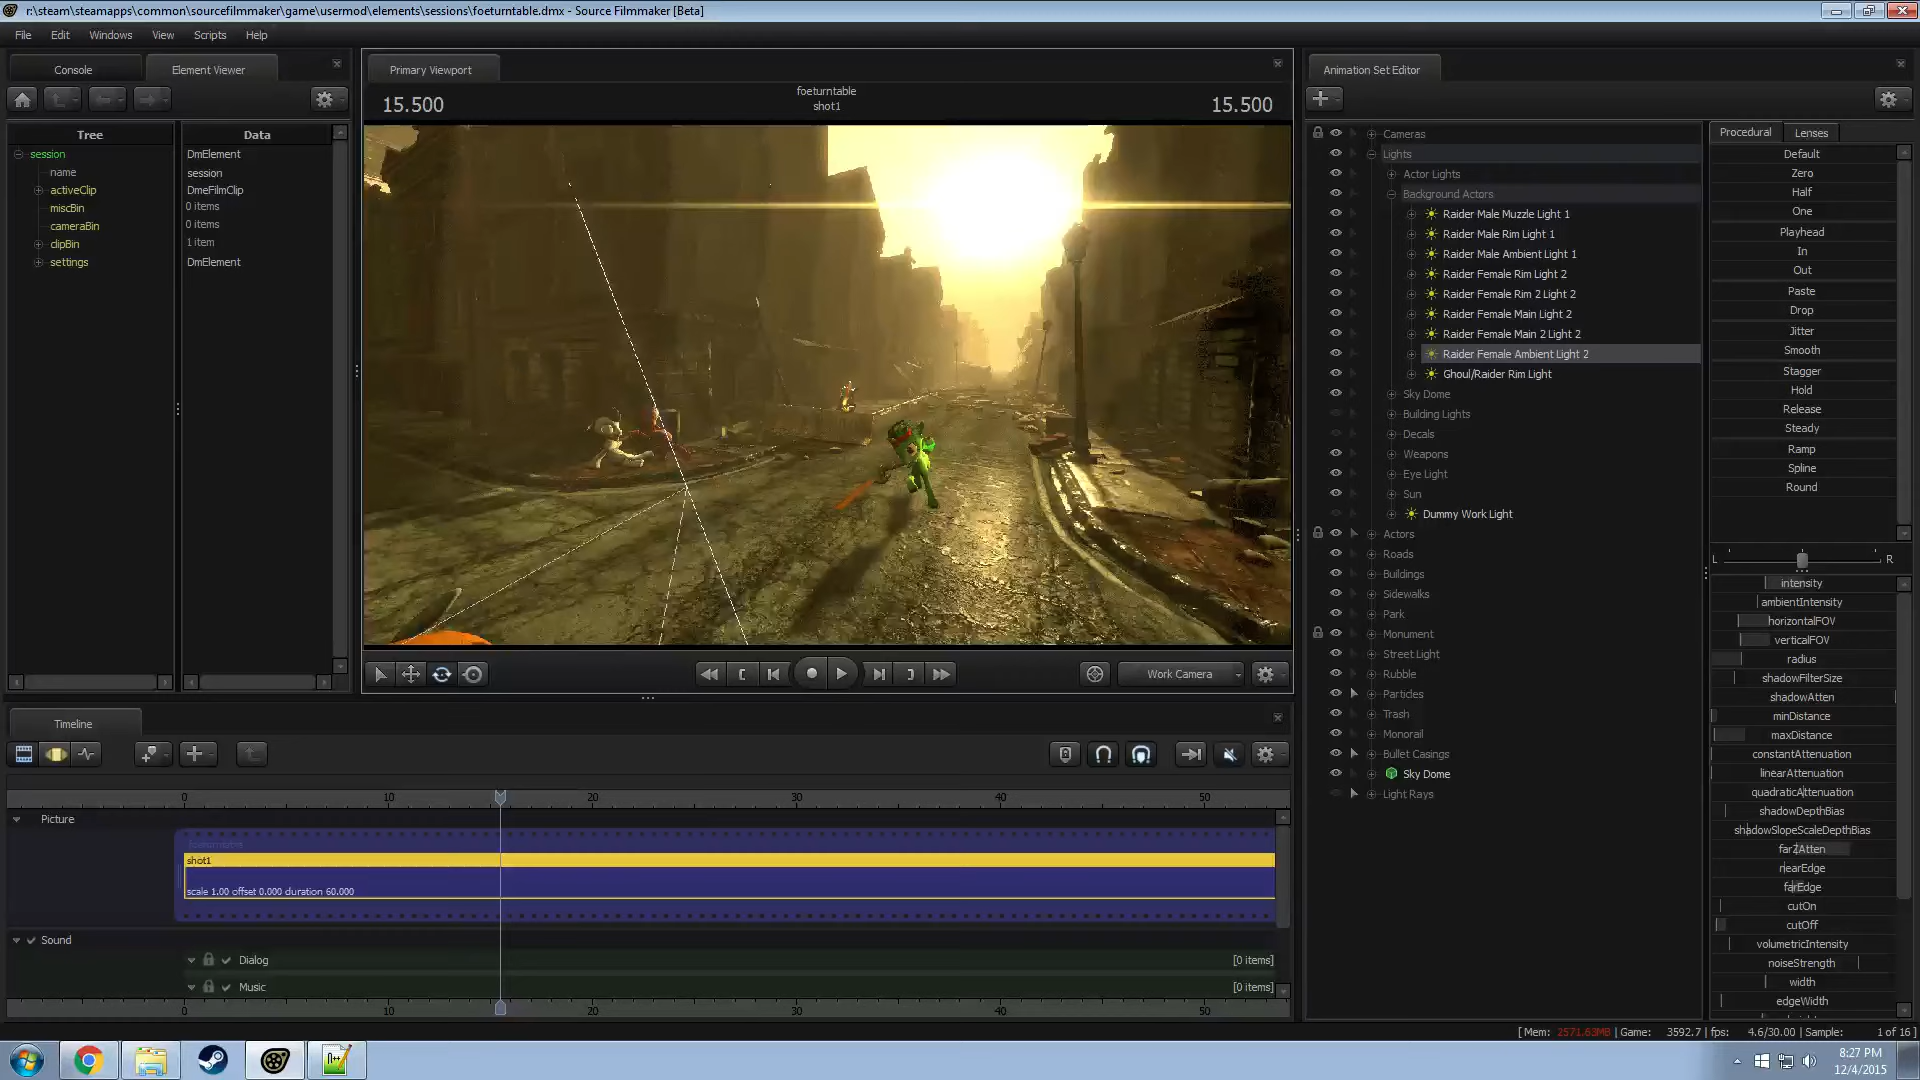 r:\steam\steamapps\common\sourcefilmmaker\game\usermod\elements\sessions\foeturntable.dmx - Source Filmmaker [Beta]
File Edit Windows View Scripts Help
Console Element Viewer
Tree Data
session DmElement
name session
activeClip DmeFilmClip
miscBin 0 items
cameraBin 0 items
clipBin 1 item
settings DmElement
Primary Viewport
15.500 foeturntable 15.500
shot1
Work Camera
Animation Set Editor
Cameras
Lights
Actor Lights
Background Actors
Raider Male Muzzle Light 1
Raider Male Rim Light 1
Raider Male Ambient Light 1
Raider Female Rim Light 2
Raider Female Rim 2 Light 2
Raider Female Main Light 2
Raider Female Main 2 Light 2
Raider Female Ambient Light 2
Ghoul/Raider Rim Light
Sky Dome
Building Lights
Decals
Weapons
Eye Light
Sun
Dummy Work Light
Actors
Roads
Buildings
Sidewalks
Park
Monument
Street Light
Rubble
Particles
Trash
Monorail
Bullet Casings
Sky Dome
Light Rays
Procedural Lenses
Default
Zero
Half
One
Playhead
In
Out
Paste
Drop
Jitter
Smooth
Stagger
Hold
Release
Steady
Ramp
Spline
Round
L R
intensity
ambientIntensity
horizontalFOV
verticalFOV
radius
shadowFilterSize
shadowAtten
minDistance
maxDistance
constantAttenuation
linearAttenuation
quadraticAttenuation
shadowDepthBias
shadowSlopeScaleDepthBias
farZAtten
nearEdge
farEdge
cutOn
cutOff
volumetricIntensity
noiseStrength
width
edgeWidth
Timeline
0 10 20 30 40 50
Picture
foeturntable
shot1
scale 1.00 offset 0.000 duration 60.000
Sound
Dialog [0 items]
Music [0 items]
0 10 20 30 40 50
[ Mem: 2571.63MB | Game: 3592.7 | fps: 4.6/30.00 | Sample: 1 of 16 ]
8:27 PM
12/4/2015